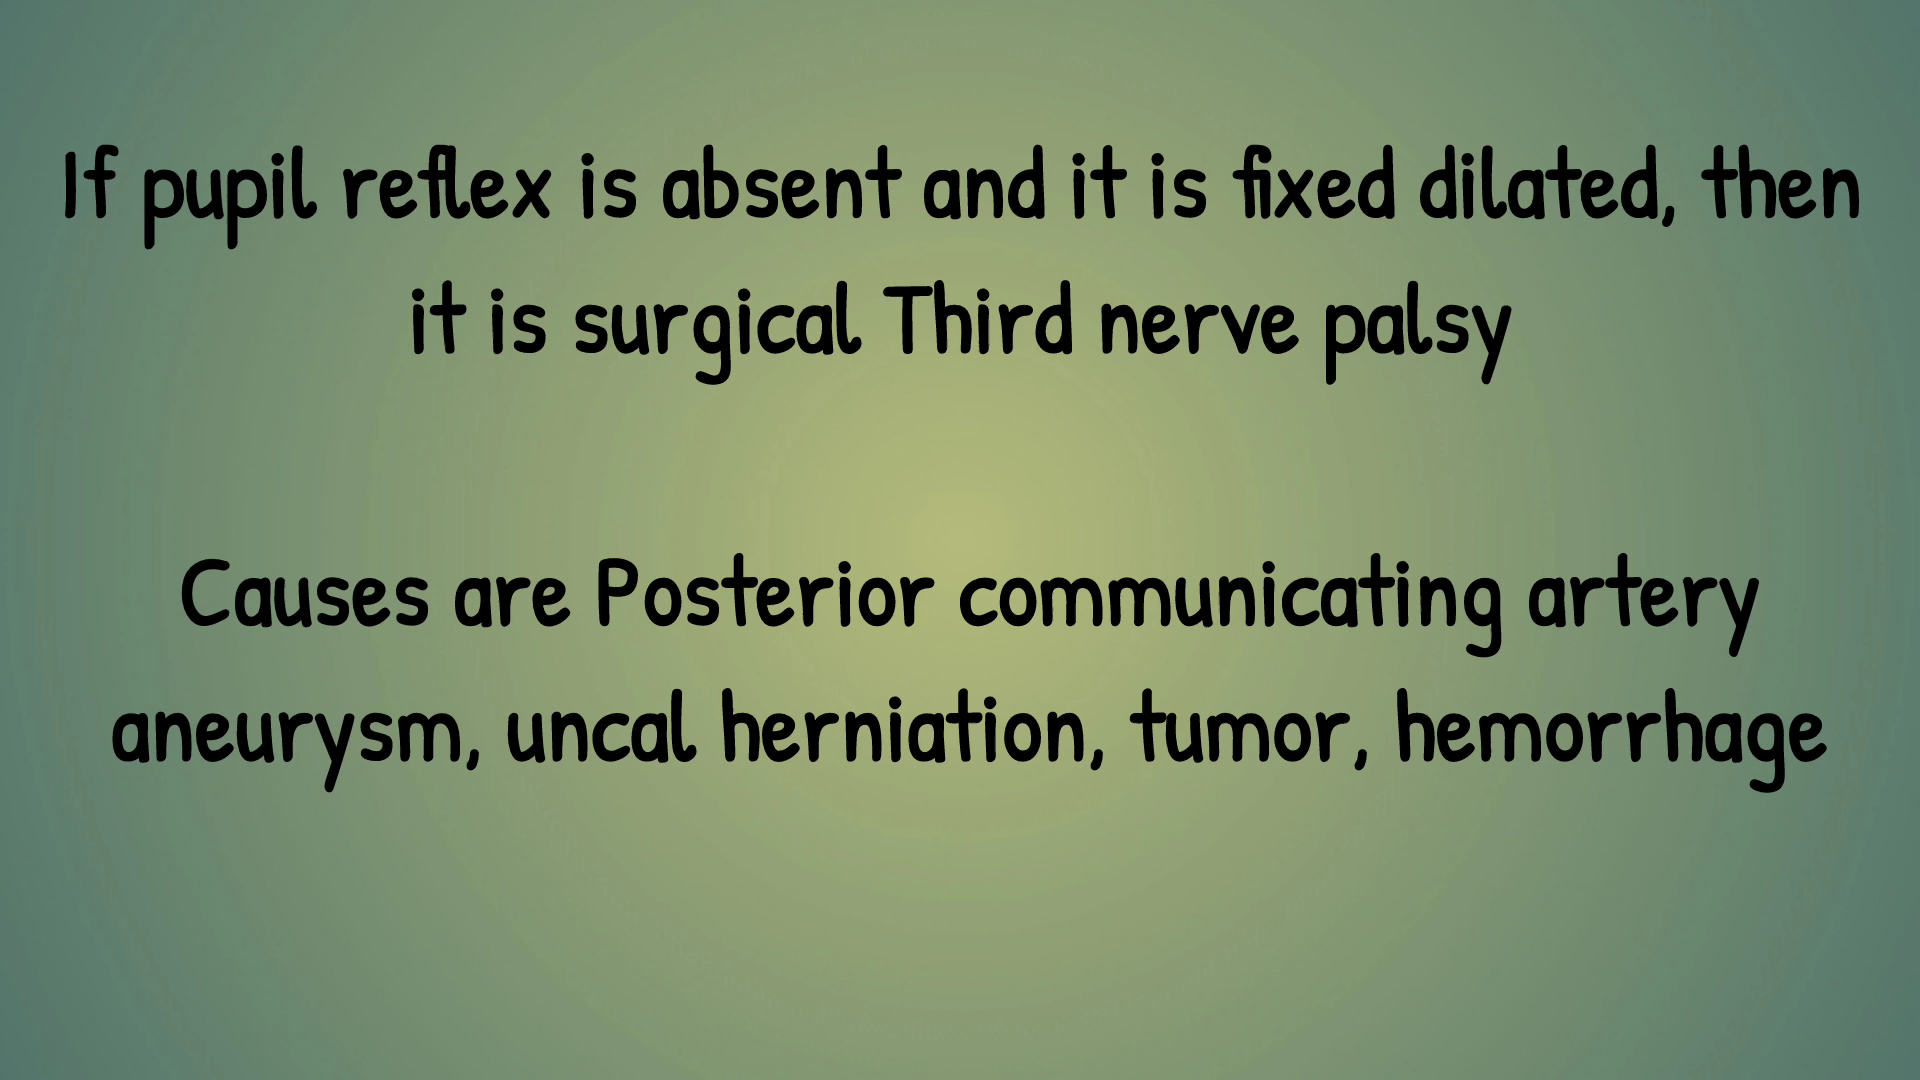 If pupil reflex is absent and it is fixed dilated, then
it is surgical Third nerve palsy
Causes are Posterior communicating artery
aneurysm, uncal herniation, tumor, hemorrhage